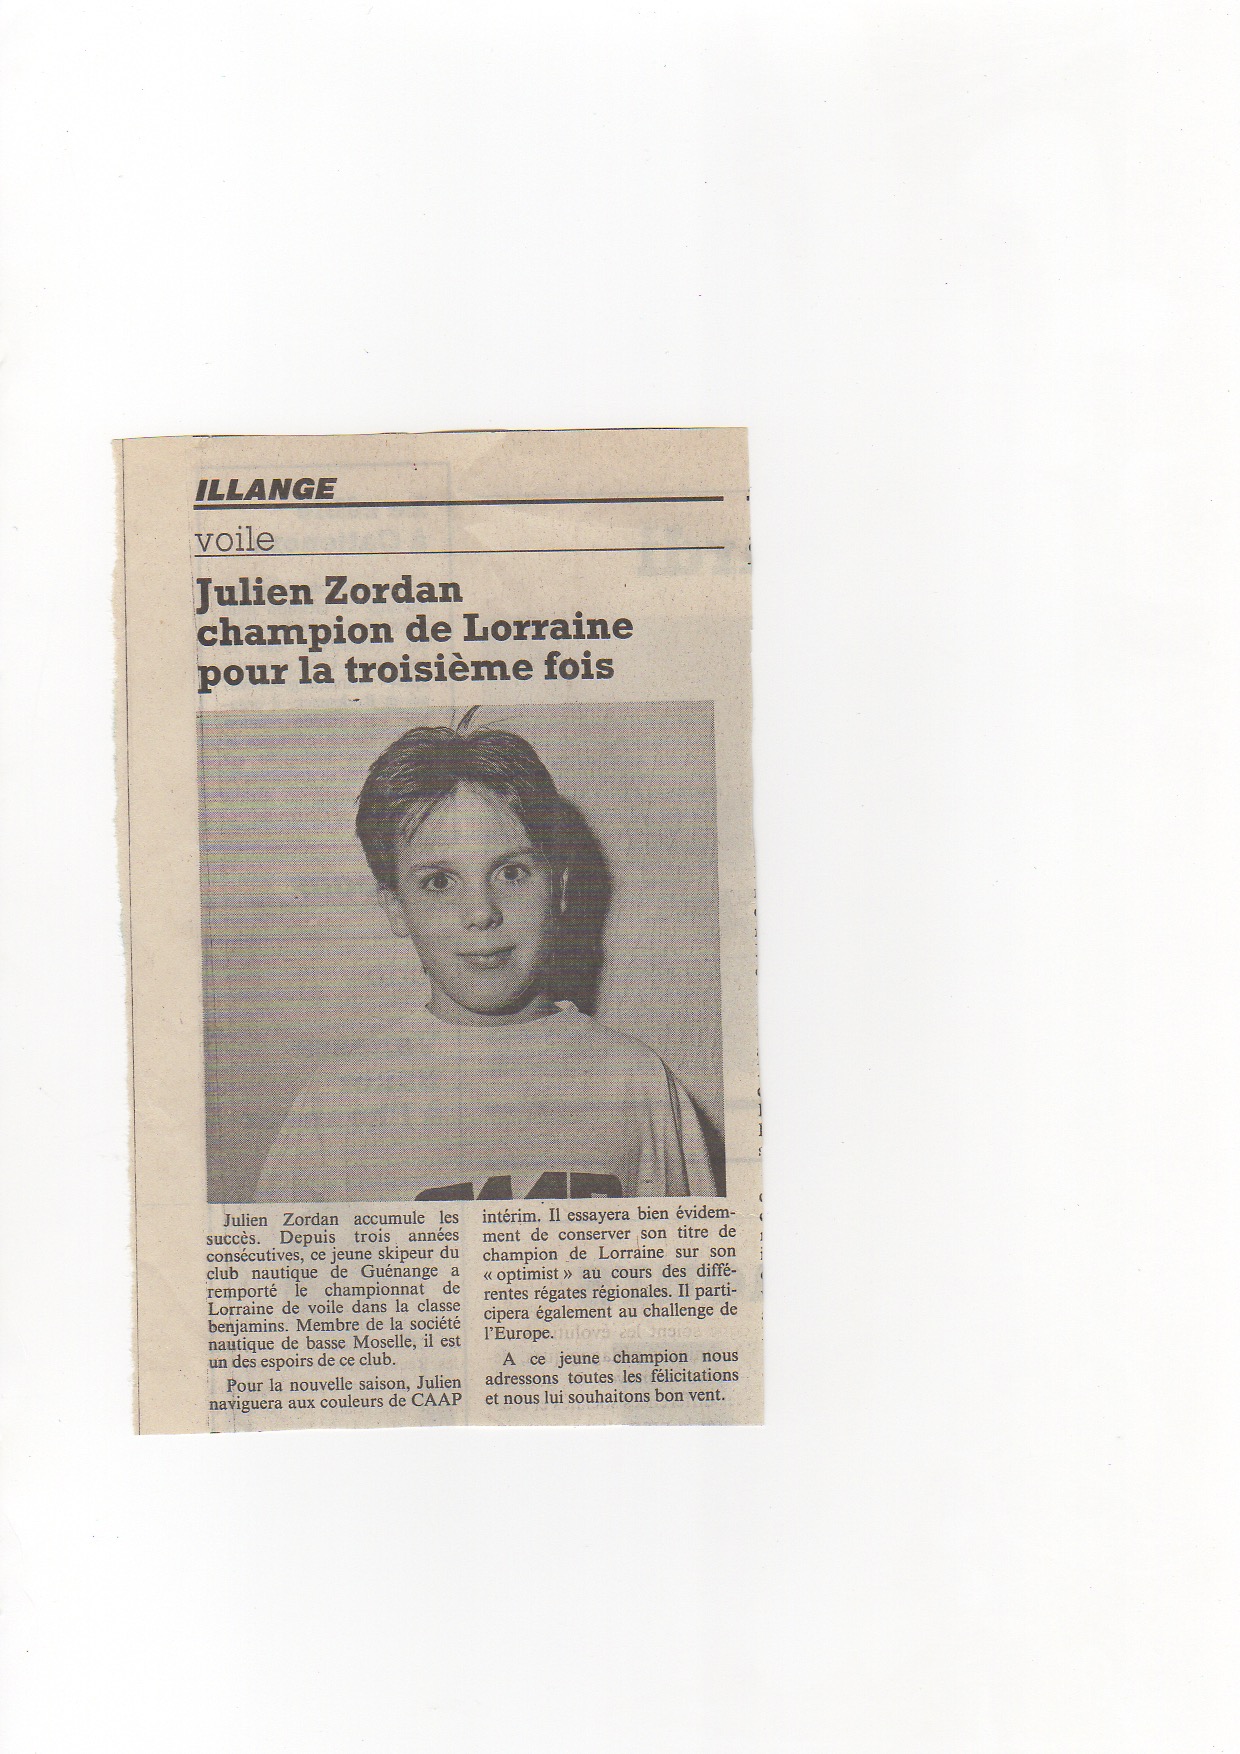 ILLANGE
voile
Julien Zordan
champion de Lorraine
pour la troisième fois
Julien Zordan accumule les
succès. Depuis trois années
consécutives, ce jeune skipeur du
club nautique de Guénange a
remporté le championnat de
Lorraine de voile dans la classe
benjamins. Membre de la société
nautique de basse Moselle, il est
un des espoirs de ce club.
Pour la nouvelle saison, Julien
naviguera aux couleurs de CAAP
intérim. Il essayera bien évidem-
ment de conserver son titre de
champion de Lorraine sur son
« optimist » au cours des diffé-
rentes régates régionales. Il parti-
cipera également au challenge de
l'Europe.
A ce jeune champion nous
adressons toutes les félicitations
et nous lui souhaitons bon vent.